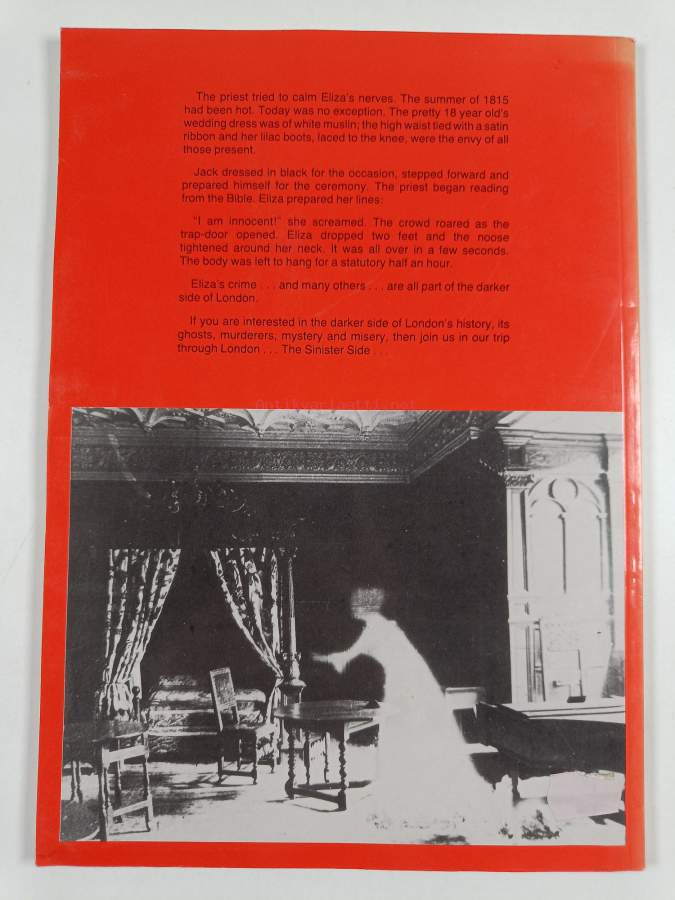 The priest tried to calm Eliza's nerves. The summer of 1815
had been hot. Today was no exception. The pretty 18 year old's
wedding dress was of white muslin; the high waist tied with a satin
ribbon and her lilac boots, laced to the knee, were the envy of all
those present.
Jack dressed in black for the occasion, stepped forward and
prepared himself for the ceremony. The priest began reading
from the Bible. Eliza prepared her lines:
"I am innocent!" she screamed. The crowd roared as the
trap-door opened. Eliza dropped two feet and the noose
tightened around her neck. It was all over in a few seconds.
The body was left to hang for a statutory half an hour.
Eliza's crime . . . and many others . . . are all part of the darker
side of London.
If you are interested in the darker side of London's history, its
ghosts, murderers, mystery and misery, then join us in our trip
through London . . . The Sinister Side . . .
Antikvariaatti.net